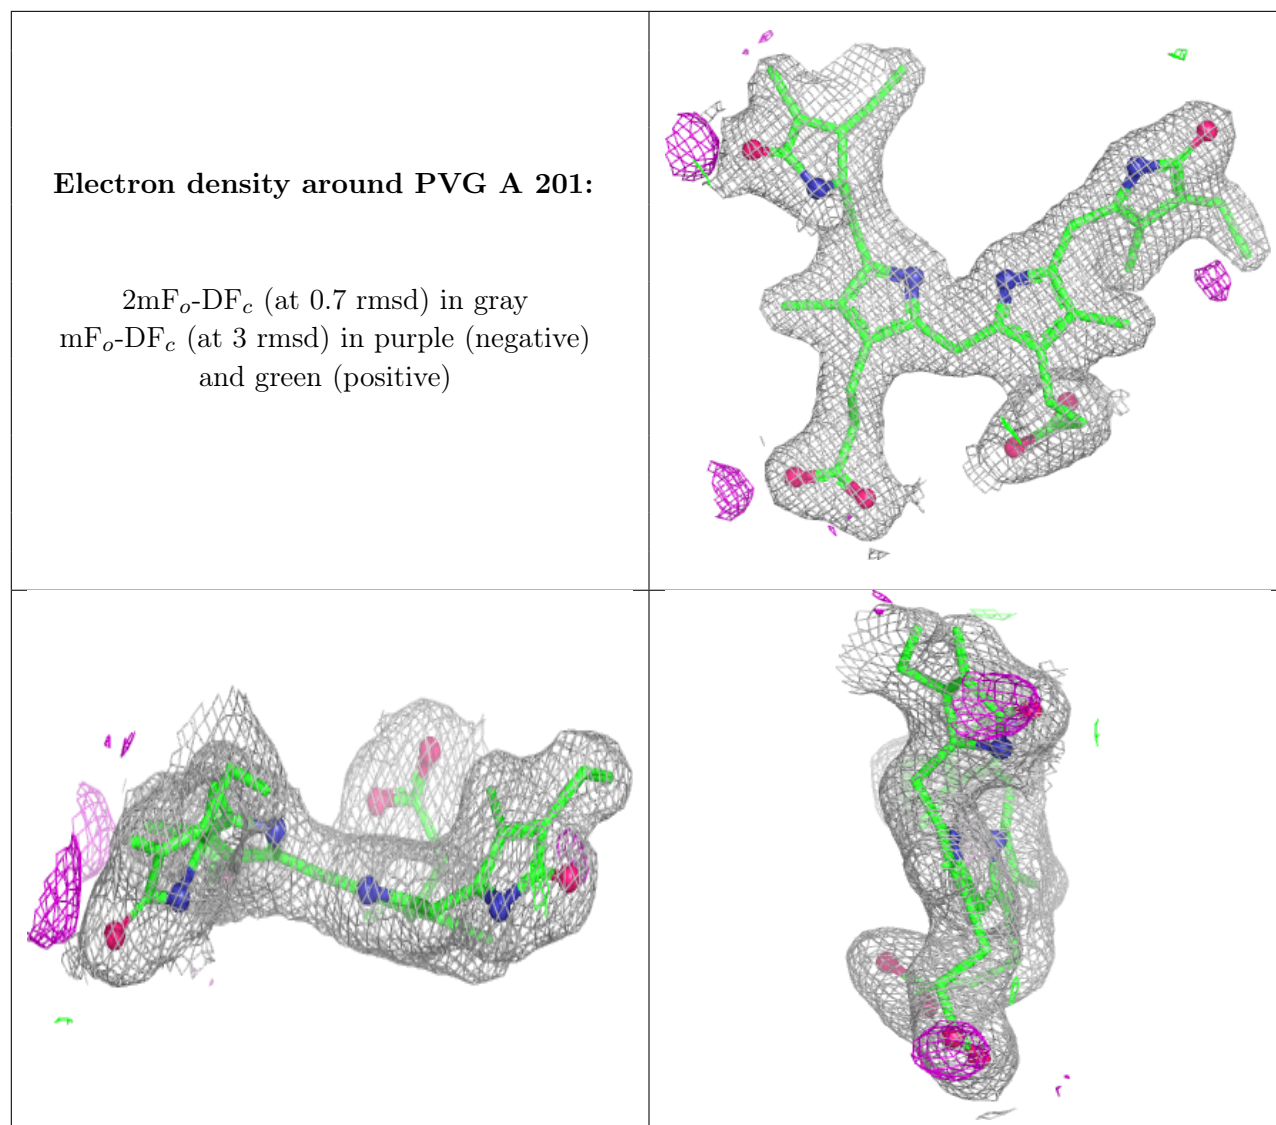 Electron density around PVG A 201:
2mFo-DFc (at 0.7 rmsd) in gray
mFo-DFc (at 3 rmsd) in purple (negative)
and green (positive)